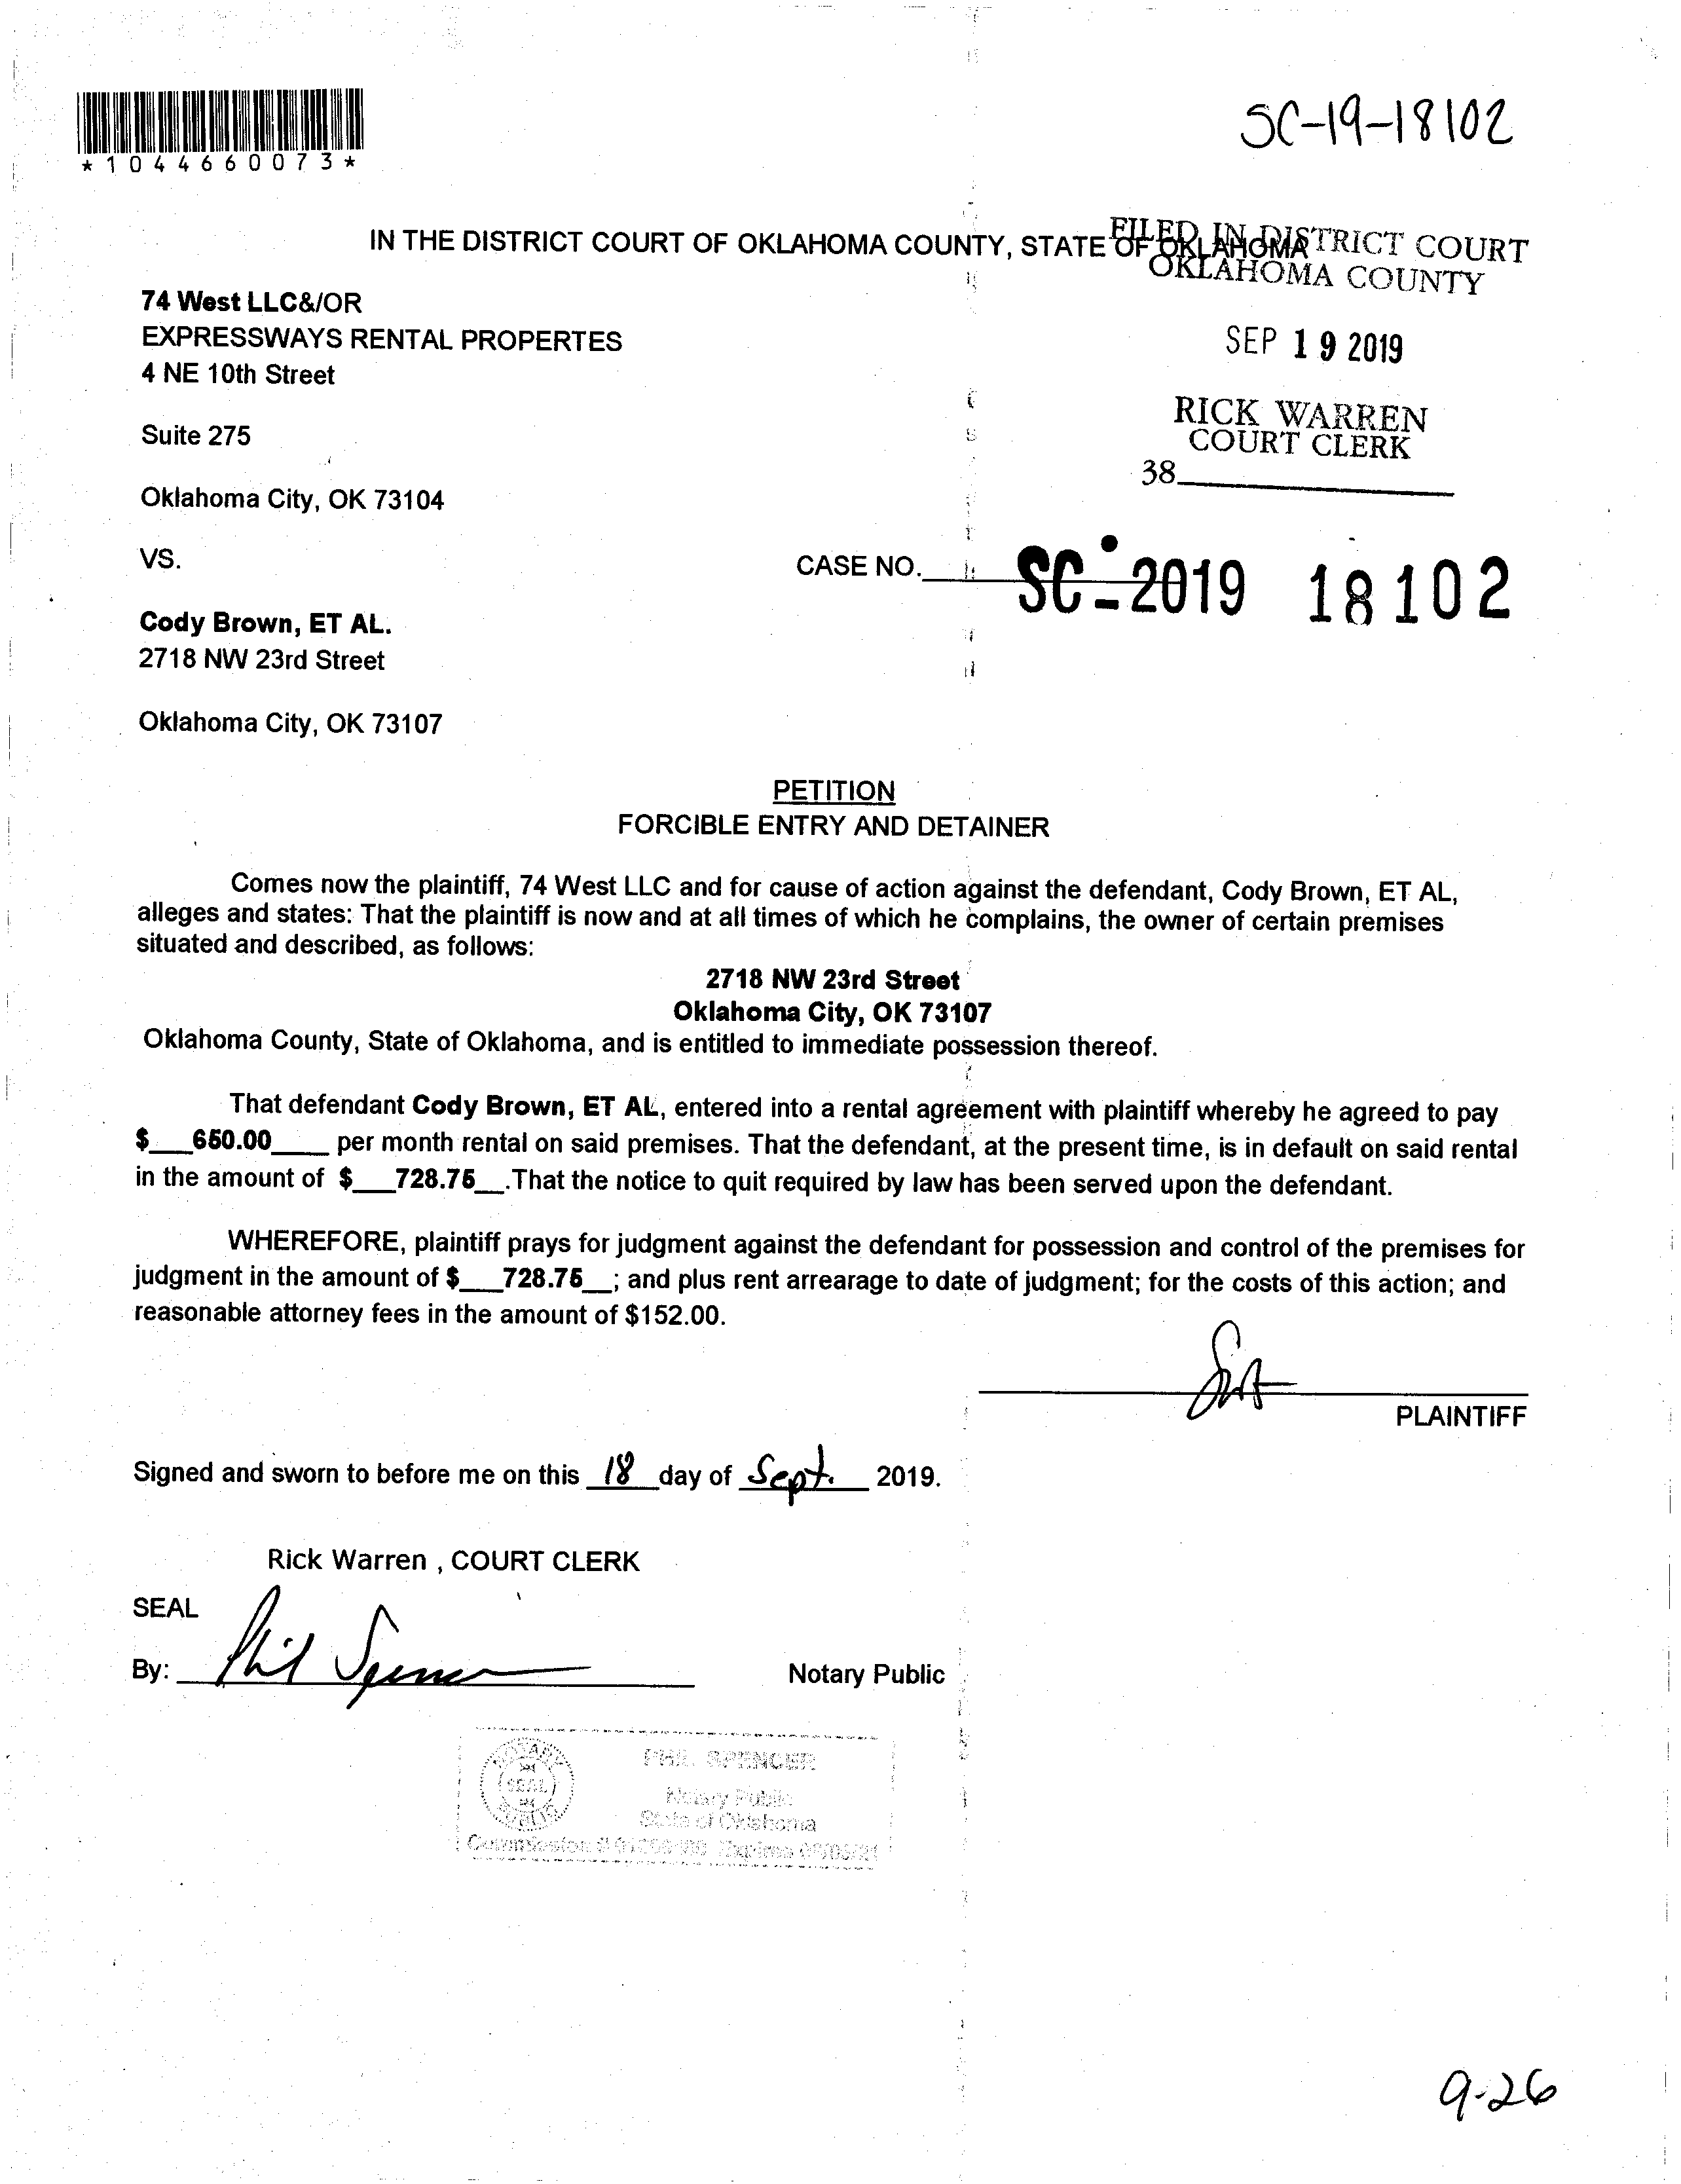 *1044660073*
SC-19-18102
IN THE DISTRICT COURT OF OKLAHOMA COUNTY, STATE OF OKLAHOMA
FILED IN DISTRICT COURT
OKLAHOMA COUNTY
74 West LLC&/OR
EXPRESSWAYS RENTAL PROPERTES
4 NE 10th Street
SEP 19 2019
RICK WARREN
COURT CLERK
Suite 275
38
Oklahoma City, OK 73104
VS.
CASE NO. SC-2019 18102
Cody Brown, ET AL.
2718 NW 23rd Street
Oklahoma City, OK 73107
PETITION
FORCIBLE ENTRY AND DETAINER
Comes now the plaintiff, 74 West LLC and for cause of action against the defendant, Cody Brown, ET AL,
alleges and states: That the plaintiff is now and at all times of which he complains, the owner of certain premises
situated and described, as follows:
2718 NW 23rd Street
Oklahoma City, OK 73107
Oklahoma County, State of Oklahoma, and is entitled to immediate possession thereof.
That defendant Cody Brown, ET AL, entered into a rental agreement with plaintiff whereby he agreed to pay
$___650.00____ per month rental on said premises. That the defendant, at the present time, is in default on said rental
in the amount of $___728.75__.That the notice to quit required by law has been served upon the defendant.
WHEREFORE, plaintiff prays for judgment against the defendant for possession and control of the premises for
judgment in the amount of $___728.75__; and plus rent arrearage to date of judgment; for the costs of this action; and
reasonable attorney fees in the amount of $152.00.
PLAINTIFF
Signed and sworn to before me on this 18 day of Sept. 2019.
Rick Warren , COURT CLERK
SEAL
By: Phil Spencer Notary Public
NOTARY
SEAL
PUBLIC
PHIL SPENCER
Notary Public
State of Oklahoma
Commission # Expires
9-26